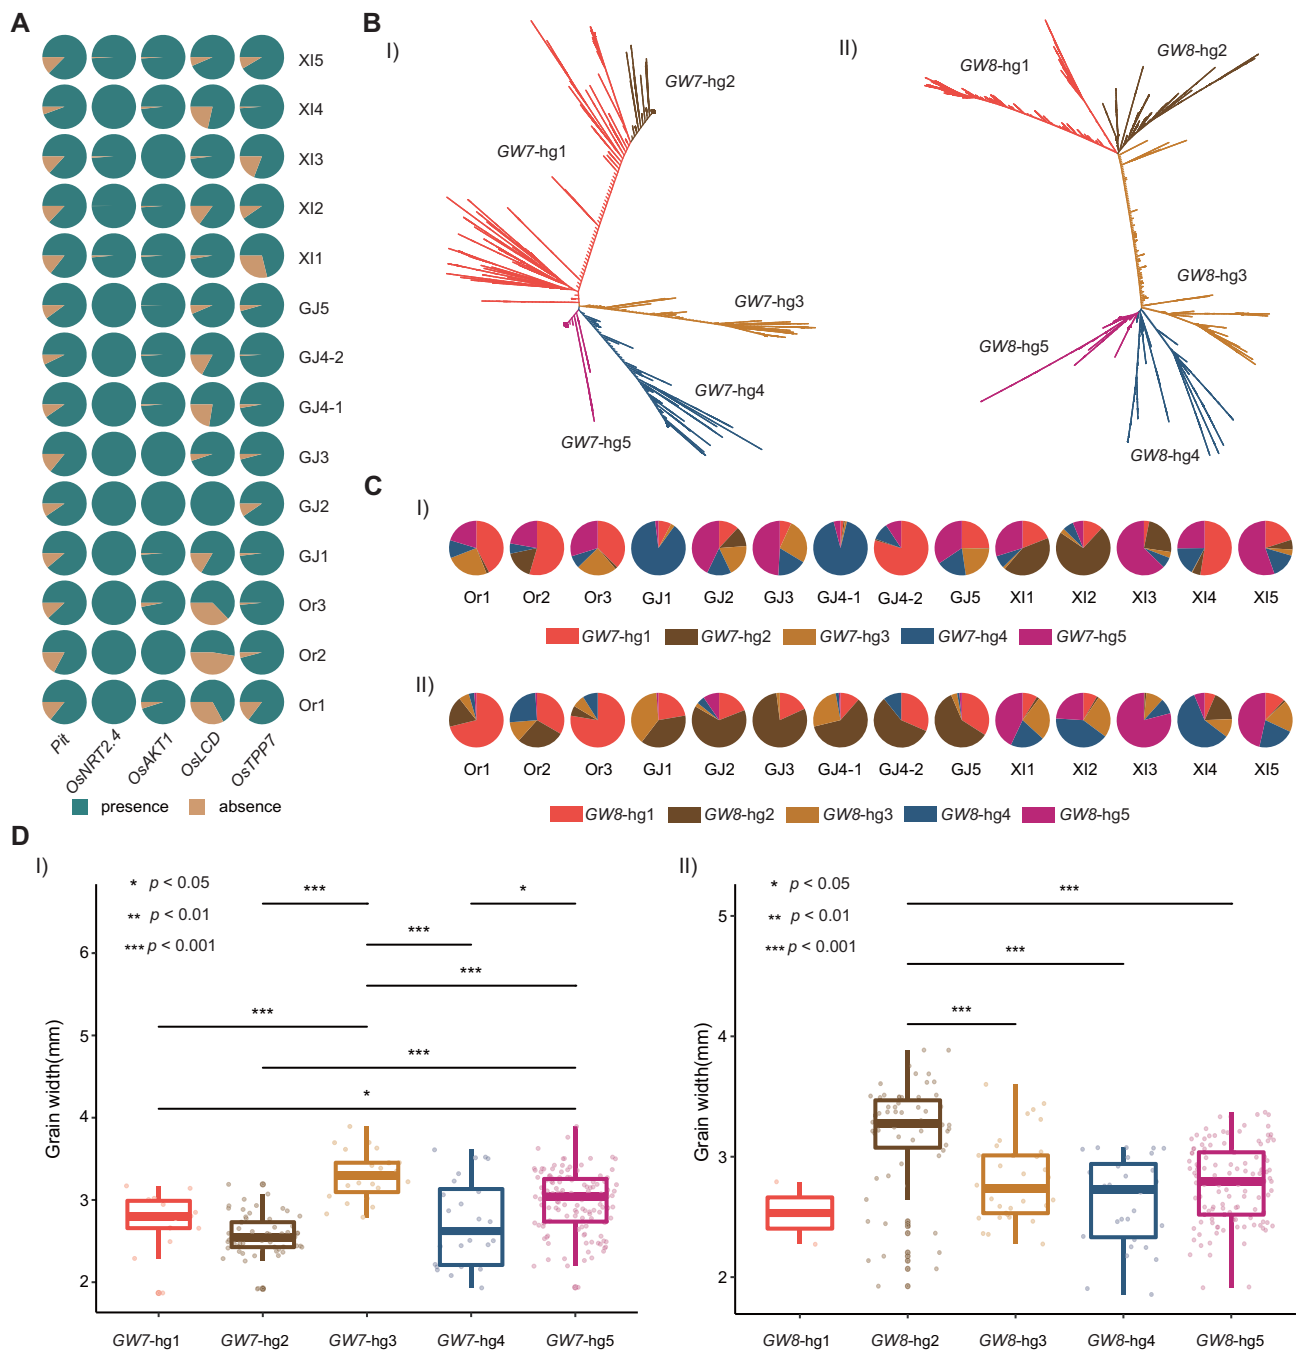 A
XI5
XI4
XI3
XI2
XI1
GJ5
GJ4-2
GJ4-1
GJ3
GJ2
GJ1
Or3
Or2
Or1
Pit
OsNRT2.4
OsAKT1
OsLCD
OsTPP7
presence absence
B
I)
GW7-hg2
GW7-hg1
GW7-hg3
GW7-hg4
GW7-hg5
II)
GW8-hg2
GW8-hg1
GW8-hg3
GW8-hg5
GW8-hg4
C
I)
Or1 Or2 Or3 GJ1 GJ2 GJ3 GJ4-1 GJ4-2 GJ5 XI1 XI2 XI3 XI4 XI5
GW7-hg1 GW7-hg2 GW7-hg3 GW7-hg4 GW7-hg5
II)
Or1 Or2 Or3 GJ1 GJ2 GJ3 GJ4-1 GJ4-2 GJ5 XI1 XI2 XI3 XI4 XI5
GW8-hg1 GW8-hg2 GW8-hg3 GW8-hg4 GW8-hg5
D
I)
* p < 0.05
** p < 0.01
*** p < 0.001
***
*
***
***
***
***
*
Grain width(mm)
6
5
4
3
2
GW7-hg1 GW7-hg2 GW7-hg3 GW7-hg4 GW7-hg5
II)
* p < 0.05
** p < 0.01
*** p < 0.001
***
***
***
Grain width(mm)
5
4
3
2
GW8-hg1 GW8-hg2 GW8-hg3 GW8-hg4 GW8-hg5